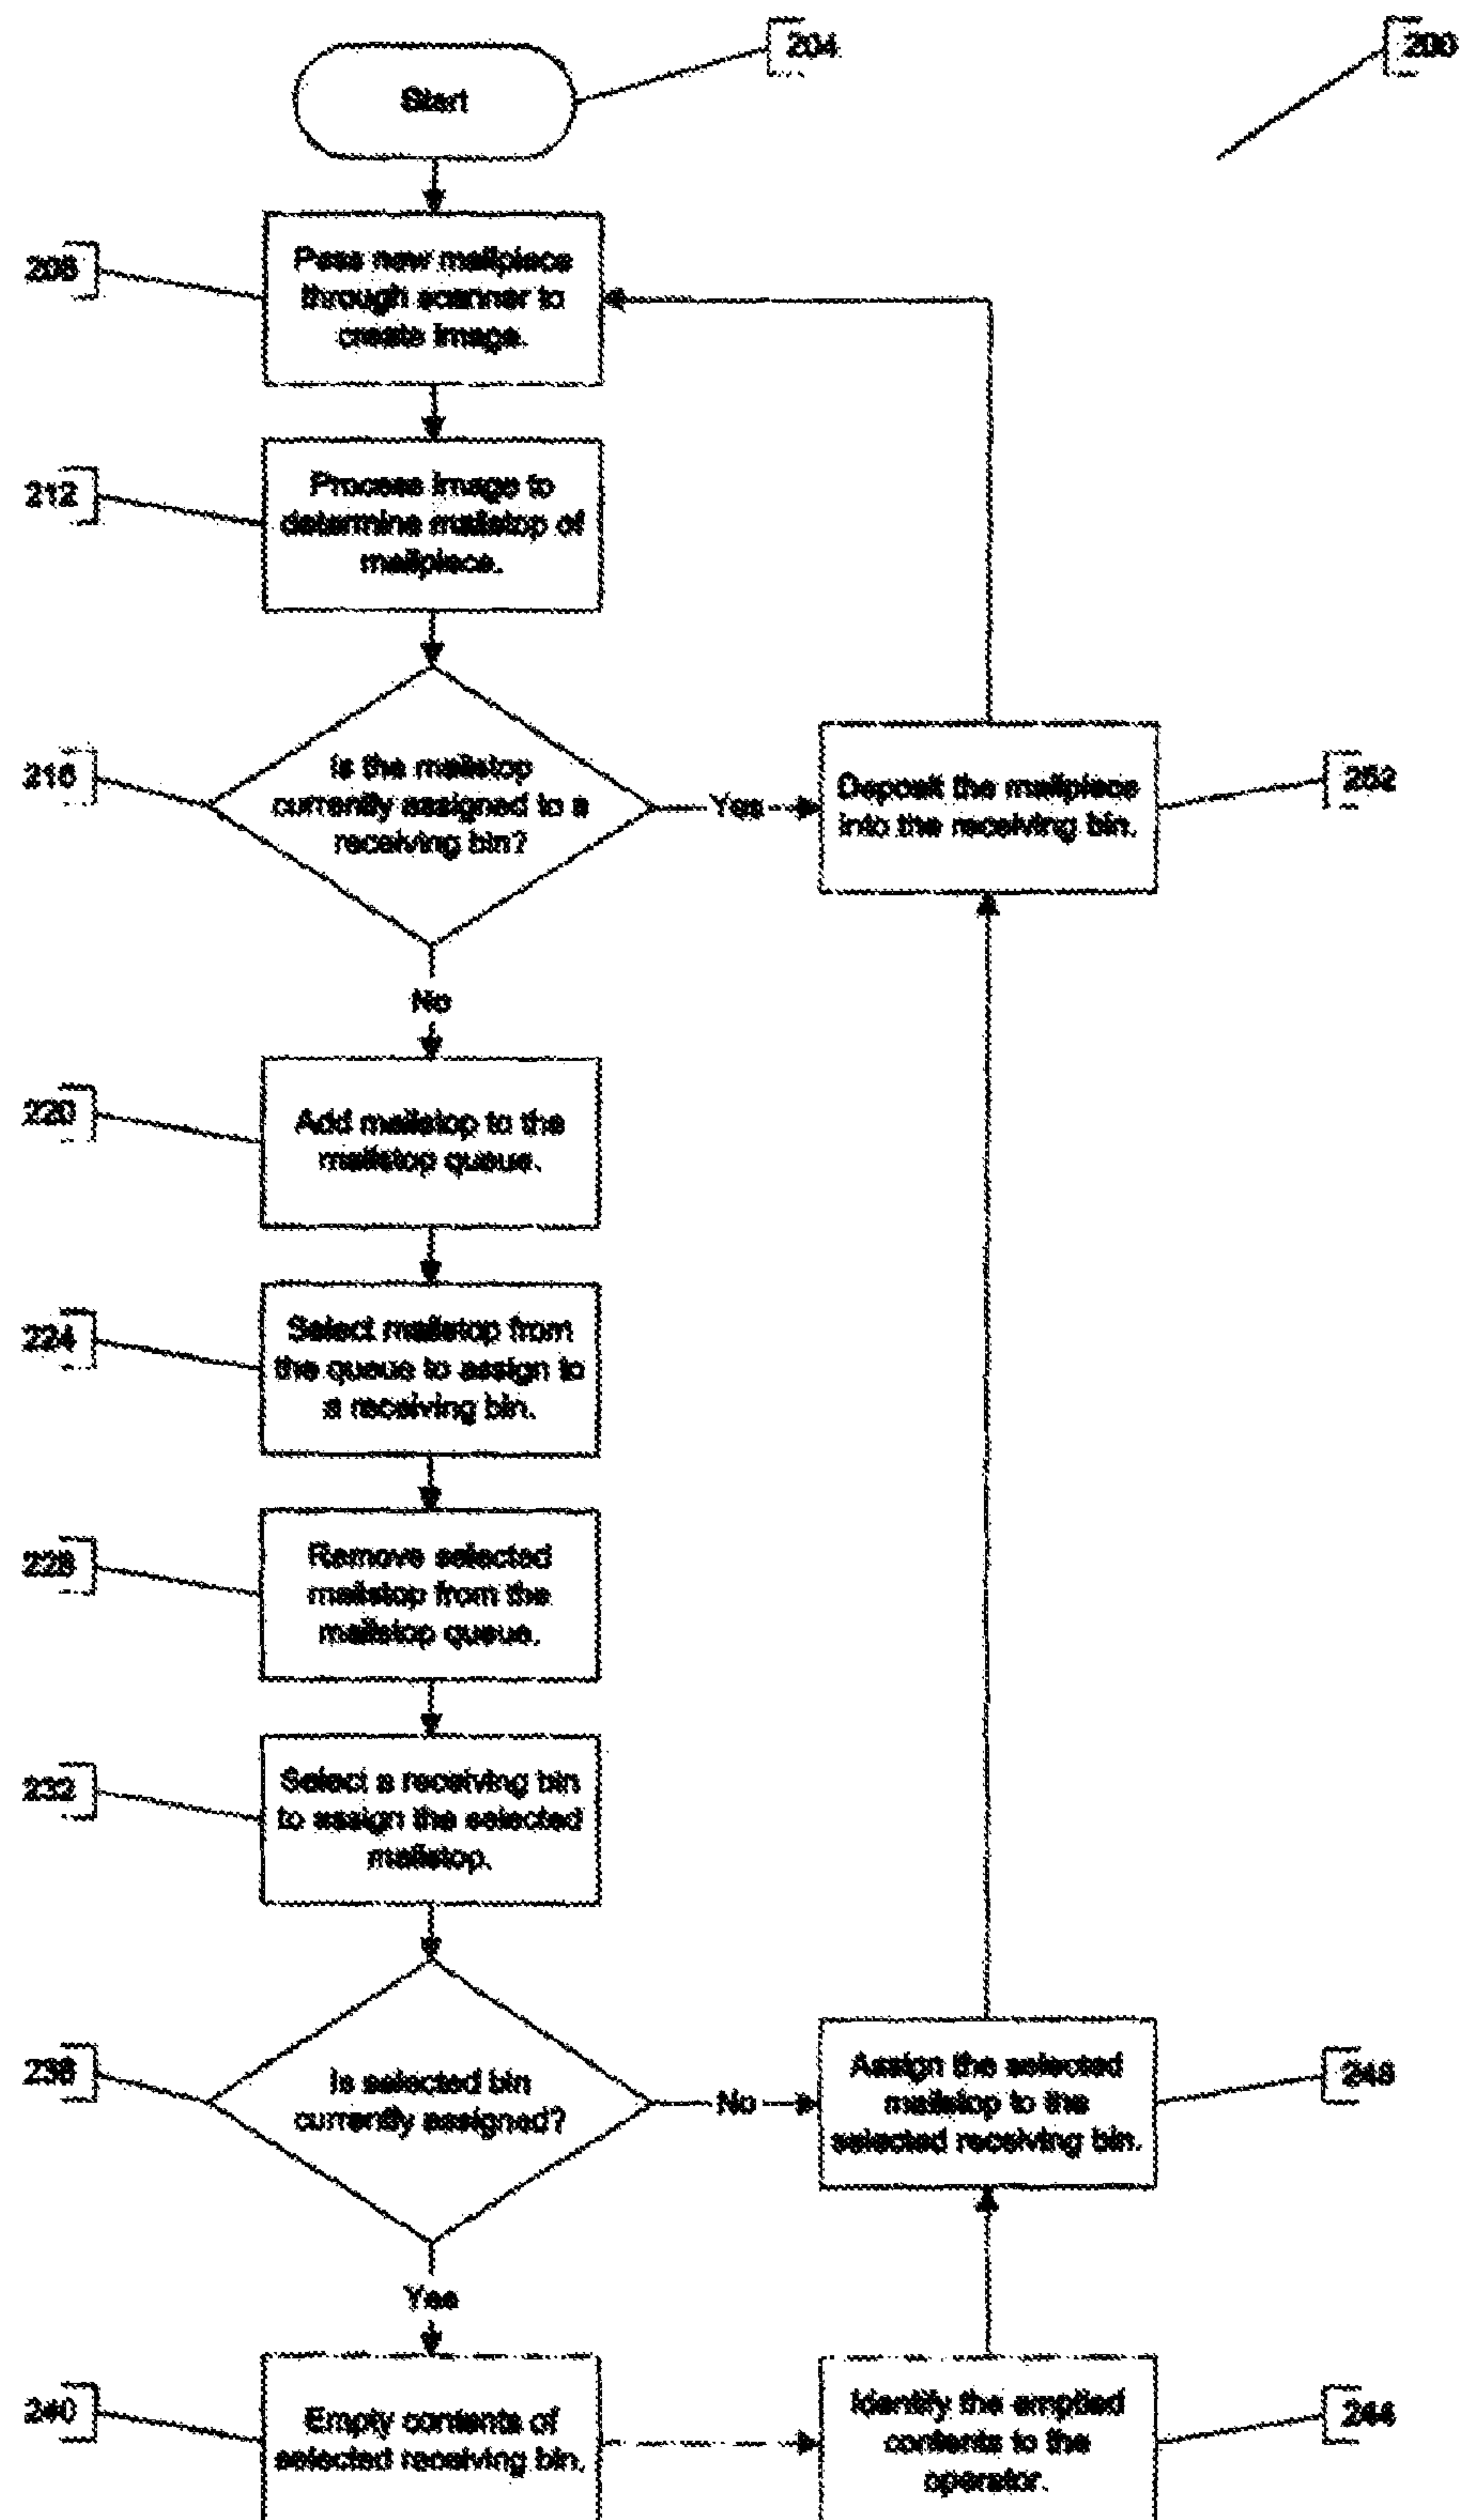 204
200
Start
208
Pass new mailpiece
through scanner to
create image.
212
Process image to
determine mailstop of
mailpiece.
216
Is the mailstop
currently assigned to a
receiving bin?
Yes
Deposit the mailpiece
into the receiving bin.
252
No
220
Add mailstop to the
mailstop queue.
224
Select mailstop from
the queue to assign to
a receiving bin.
228
Remove selected
mailstop from the
mailstop queue.
232
Select a receiving bin
to assign the selected
mailstop.
236
Is selected bin
currently assigned?
No
Assign the selected
mailstop to the
selected receiving bin.
248
Yes
240
Empty contents of
selected receiving bin.
Identify the emptied
contents to the
operator.
244